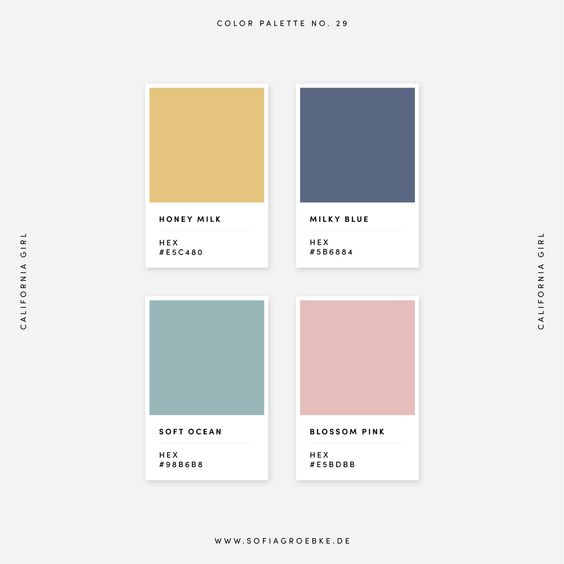 COLOR PALETTE NO. 29
HONEY MILK
HEX
#E5C480
MILKY BLUE
HEX
#5B6884
CALIFORNIA GIRL
CALIFORNIA GIRL
SOFT OCEAN
HEX
#98B6B8
BLOSSOM PINK
HEX
#E5BDBB
WWW.SOFIAGROEBKE.DE